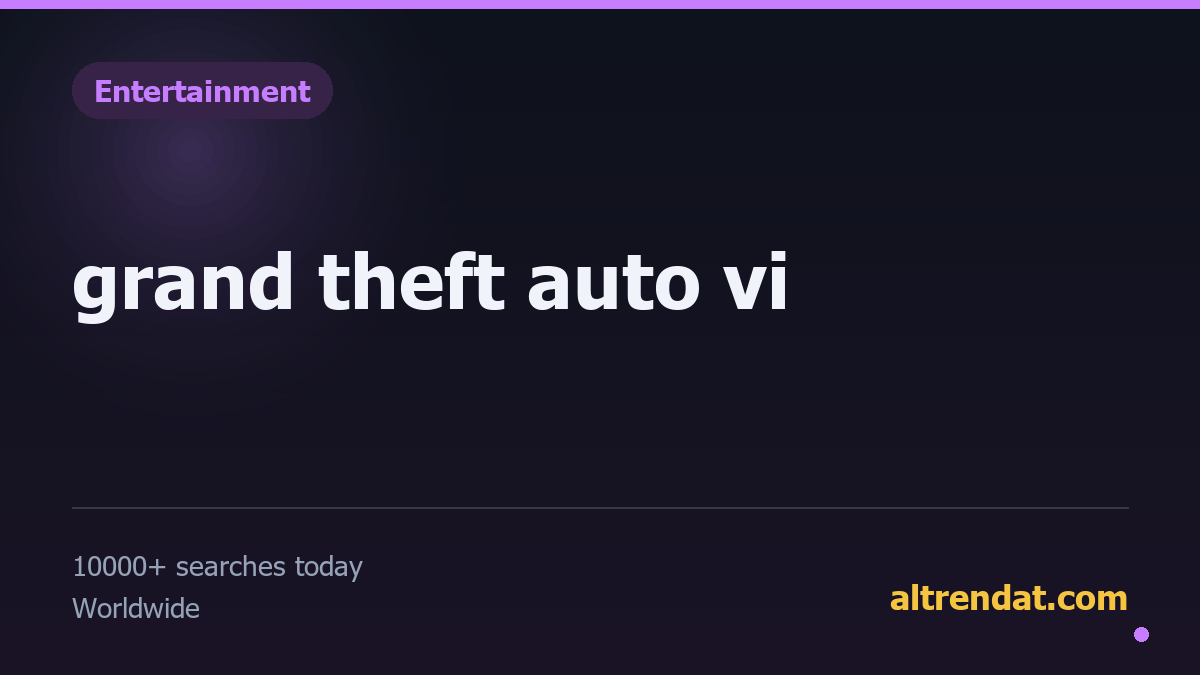 Entertainment
grand theft auto vi
10000+ searches today
Worldwide
altrendat.com